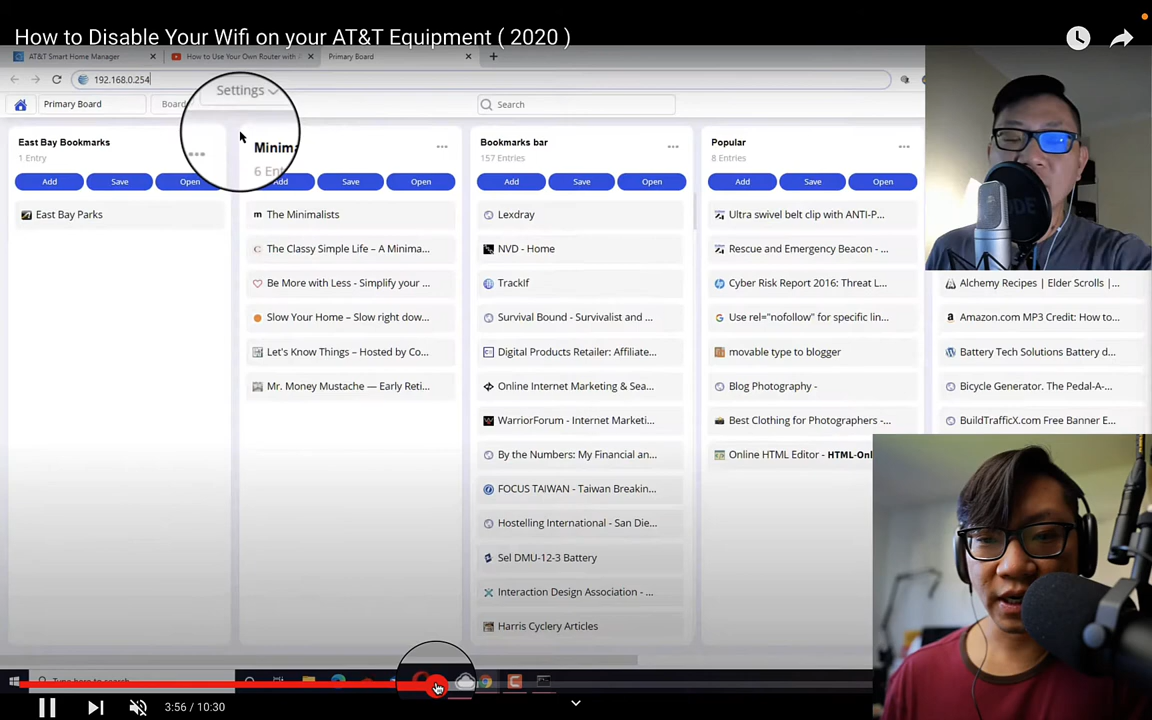 How to Disable Your Wifi on your AT&T Equipment ( 2020 )
AT&T Smart Home Manager
How to Use Your Own Router with
Primary Board
192.168.0.254
Settings
Primary Board
Board
Search
East Bay Bookmarks
1 Entry
Add Save Open
East Bay Parks
Minima
6 En
Add Save Open
m The Minimalists
The Classy Simple Life – A Minima...
Be More with Less - Simplify your ...
Slow Your Home – Slow right dow...
Let's Know Things – Hosted by Co...
Mr. Money Mustache — Early Reti...
Bookmarks bar
157 Entries
Add Save Open
Lexdray
NVD - Home
TrackIf
Survival Bound - Survivalist and ...
Digital Products Retailer: Affiliate...
Online Internet Marketing & Sea...
WarriorForum - Internet Marketi...
By the Numbers: My Financial an...
FOCUS TAIWAN - Taiwan Breakin...
Hostelling International - San Die...
Sel DMU-12-3 Battery
Interaction Design Association - ...
Harris Cyclery Articles
Popular
8 Entries
Add Save Open
Ultra swivel belt clip with ANTI-P...
Rescue and Emergency Beacon - ...
Cyber Risk Report 2016: Threat L...
Use rel="nofollow" for specific lin...
movable type to blogger
Blog Photography -
Best Clothing for Photographers -...
Online HTML Editor - HTML-Onl
Alchemy Recipes | Elder Scrolls |...
Amazon.com MP3 Credit: How to...
Battery Tech Solutions Battery d...
Bicycle Generator. The Pedal-A-...
BuildTrafficX.com Free Banner E...
Type here to search
3:56 / 10:30